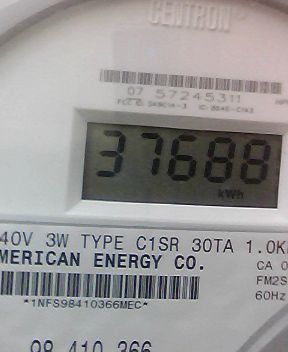 CENTRON
07 57245311
37688
kWh
40V 3W TYPE C1SR 30TA 1.0K
MERICAN ENERGY CO.
CA 0
FM2S
60Hz
*1NFS98410366MEC*
98 410 366